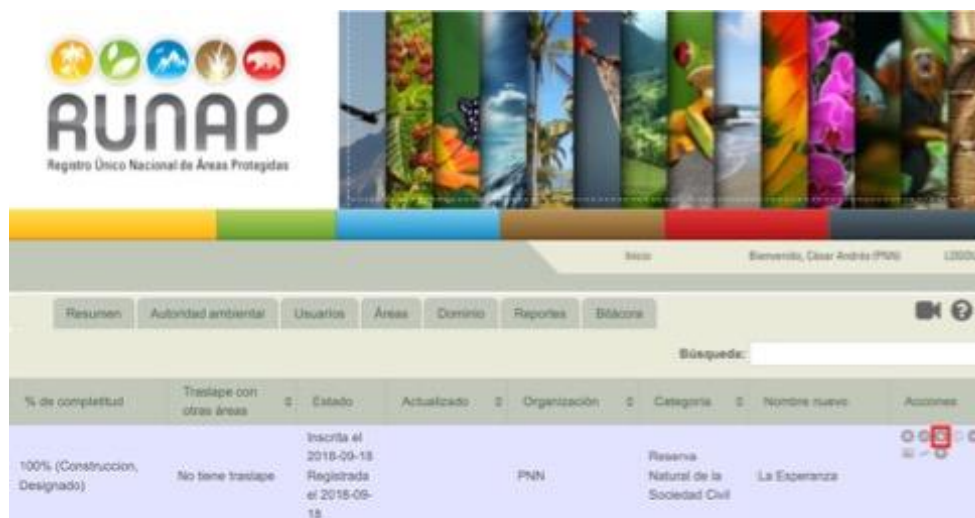 RUNAP
Registro Único Nacional de Áreas Protegidas
Inicio Bienvenido, César Andrés (PNN)
Resumen Autoridad ambiental Usuarios Áreas Dominio Reportes Bitácora
Búsqueda:
% de completitud Traslape con otras áreas Estado Actualizado Organización Categoría Nombre nuevo Acciones
100% (Construccion, Designado) No tiene traslape Inscrita el 2018-09-18 Registrada el 2018-09-18 PNN Reserva Natural de la Sociedad Civil La Esperanza